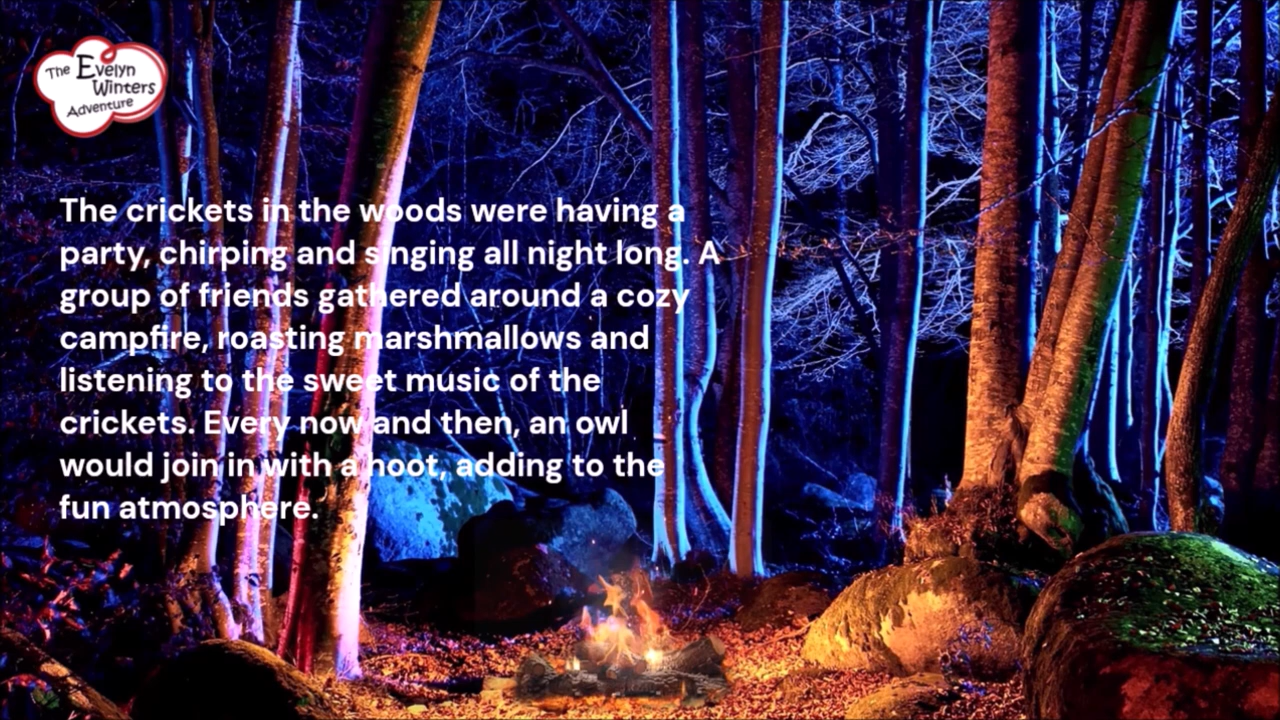 The Evelyn
Winters
Adventure
The crickets in the woods were having a
party, chirping and singing all night long. A
group of friends gathered around a cozy
campfire, roasting marshmallows and
listening to the sweet music of the
crickets. Every now and then, an owl
would join in with a hoot, adding to the
fun atmosphere.